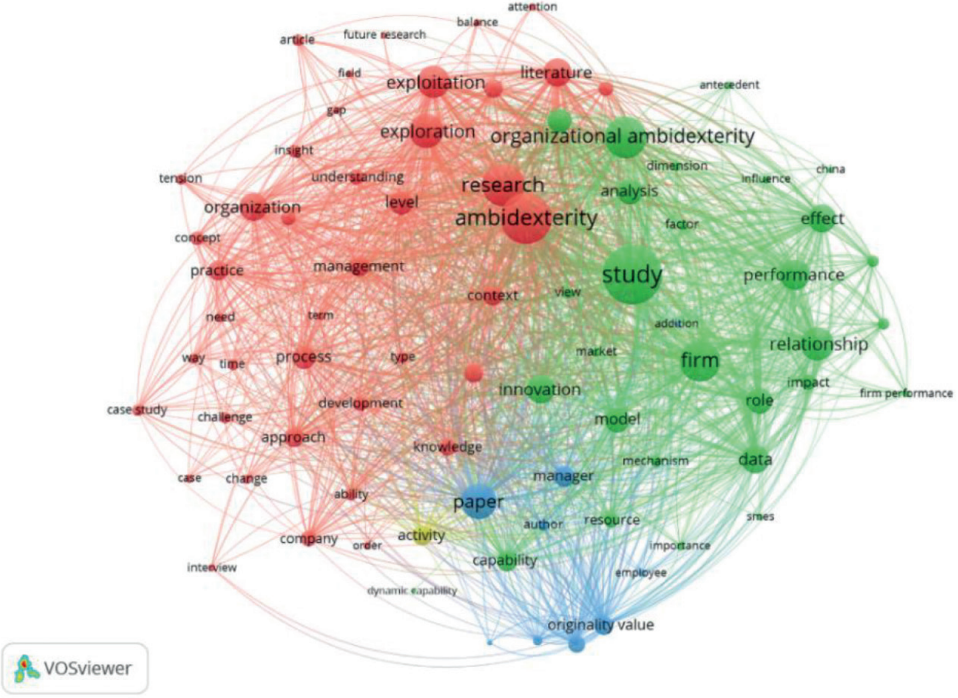 attention
balance
article
future research
field
exploitation
literature
antecedent
gap
exploration
organizational ambidexterity
insight
dimension
china
tension
understanding
influence
research
analysis
organization
level
ambidexterity
effect
factor
concept
practice
management
study
performance
context
view
need
term
addition
relationship
way
time
process
type
market
firm
impact
innovation
firm performance
case study
development
role
challenge
model
approach
knowledge
mechanism
data
case
change
manager
ability
paper
smes
author
resource
company
order
activity
importance
interview
capability
employee
dynamic capability
originality value
VOSviewer